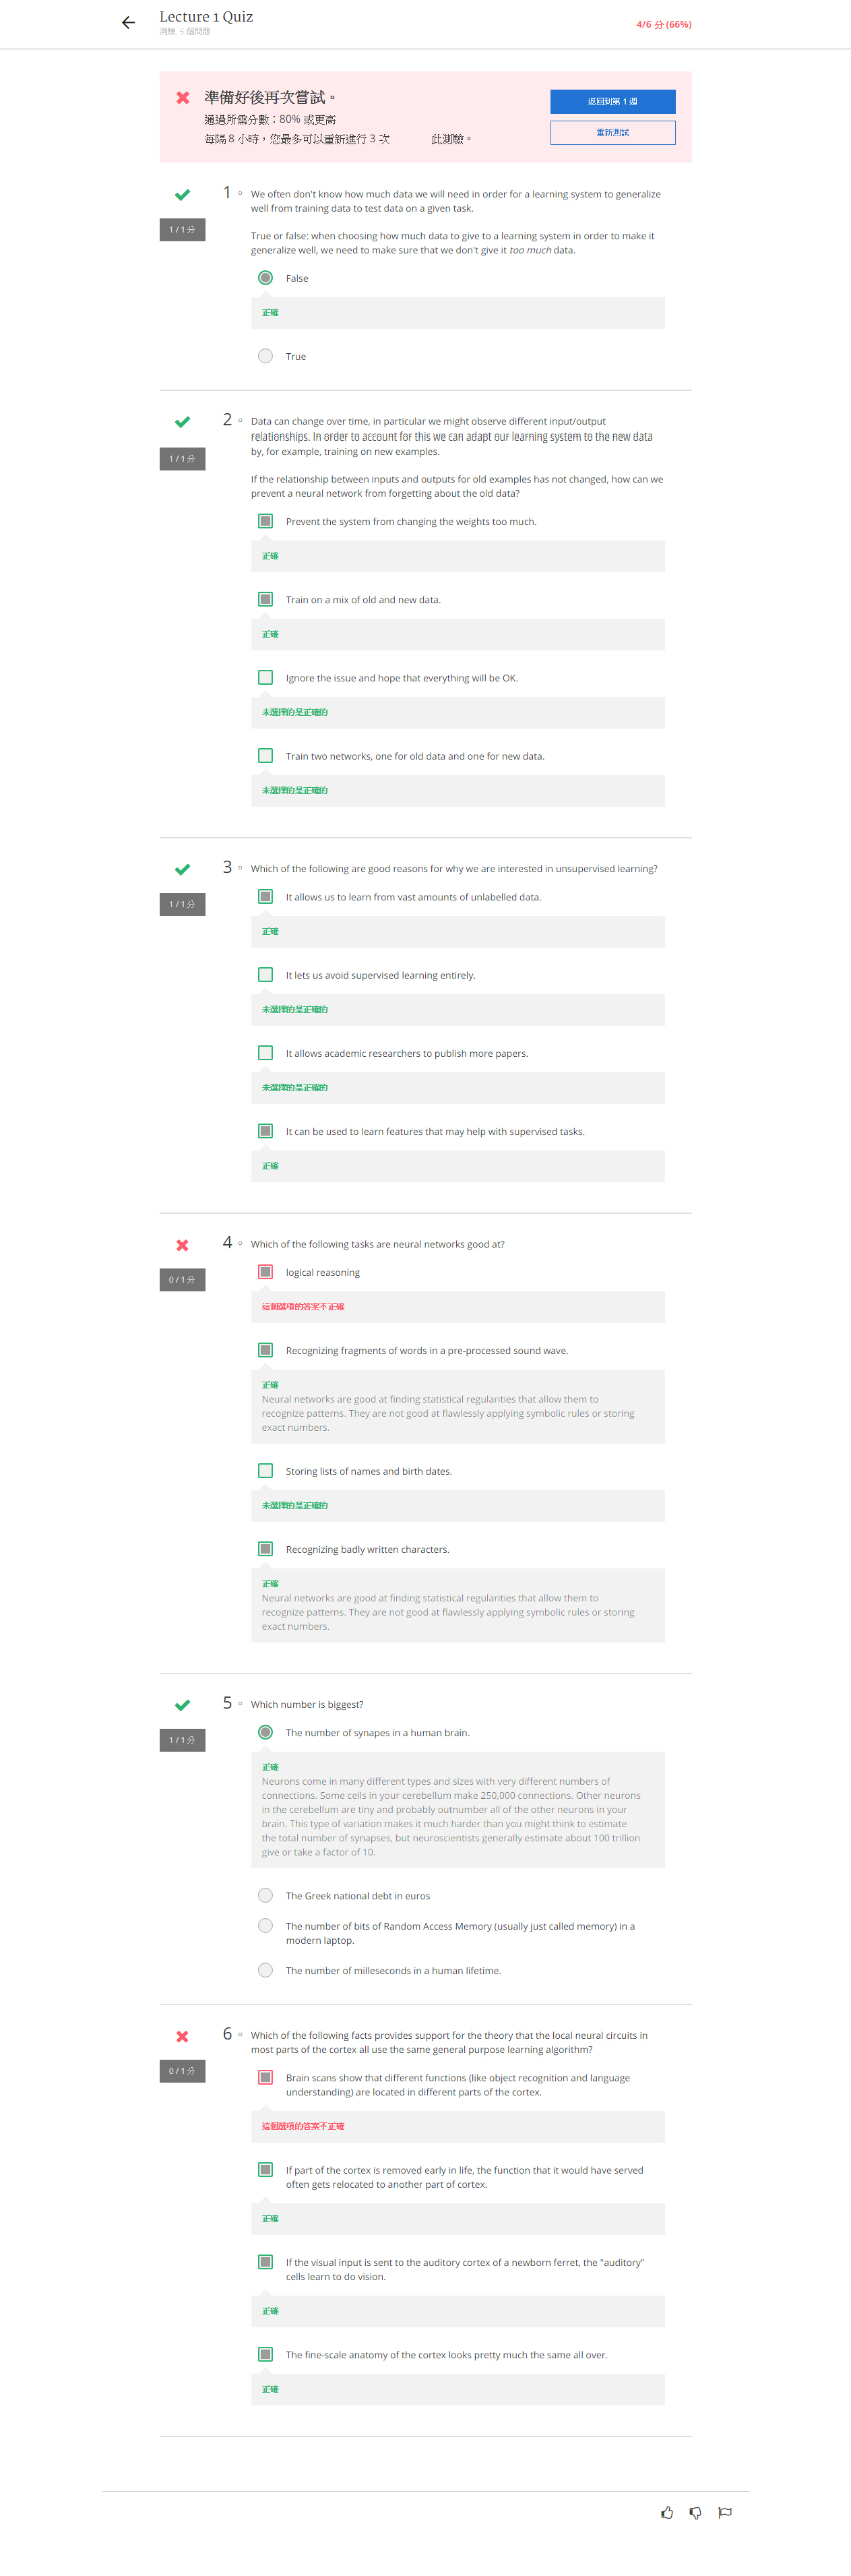 Lecture 1 Quiz
測驗, 6 個問題
4/6 分 (66%)
準備好後再次嘗試。
通過所需分數：80% 或更高
每隔 8 小時，您最多可以重新進行 3 次 此測驗。
返回到第 1 週
重新測試
1/1分
1
We often don't know how much data we will need in order for a learning system to generalize
well from training data to test data on a given task.
True or false: when choosing how much data to give to a learning system in order to make it
generalize well, we need to make sure that we don't give it too much data.
False
正確
True
1/1分
2
Data can change over time, in particular we might observe different input/output
relationships. In order to account for this we can adapt our learning system to the new data
by, for example, training on new examples.
If the relationship between inputs and outputs for old examples has not changed, how can we
prevent a neural network from forgetting about the old data?
Prevent the system from changing the weights too much.
正確
Train on a mix of old and new data.
正確
Ignore the issue and hope that everything will be OK.
未選擇的是正確的
Train two networks, one for old data and one for new data.
未選擇的是正確的
1/1分
3
Which of the following are good reasons for why we are interested in unsupervised learning?
It allows us to learn from vast amounts of unlabelled data.
正確
It lets us avoid supervised learning entirely.
未選擇的是正確的
It allows academic researchers to publish more papers.
未選擇的是正確的
It can be used to learn features that may help with supervised tasks.
正確
0/1分
4
Which of the following tasks are neural networks good at?
logical reasoning
這個選項的答案不正確
Recognizing fragments of words in a pre-processed sound wave.
正確
Neural networks are good at finding statistical regularities that allow them to
recognize patterns. They are not good at flawlessly applying symbolic rules or storing
exact numbers.
Storing lists of names and birth dates.
未選擇的是正確的
Recognizing badly written characters.
正確
Neural networks are good at finding statistical regularities that allow them to
recognize patterns. They are not good at flawlessly applying symbolic rules or storing
exact numbers.
1/1分
5
Which number is biggest?
The number of synapes in a human brain.
正確
Neurons come in many different types and sizes with very different numbers of
connections. Some cells in your cerebellum make 250,000 connections. Other neurons
in the cerebellum are tiny and probably outnumber all of the other neurons in your
brain. This type of variation makes it much harder than you might think to estimate
the total number of synapses, but neuroscientists generally estimate about 100 trillion
give or take a factor of 10.
The Greek national debt in euros
The number of bits of Random Access Memory (usually just called memory) in a
modern laptop.
The number of milleseconds in a human lifetime.
0/1分
6
Which of the following facts provides support for the theory that the local neural circuits in
most parts of the cortex all use the same general purpose learning algorithm?
Brain scans show that different functions (like object recognition and language
understanding) are located in different parts of the cortex.
這個選項的答案不正確
If part of the cortex is removed early in life, the function that it would have served
often gets relocated to another part of cortex.
正確
If the visual input is sent to the auditory cortex of a newborn ferret, the "auditory"
cells learn to do vision.
正確
The fine-scale anatomy of the cortex looks pretty much the same all over.
正確